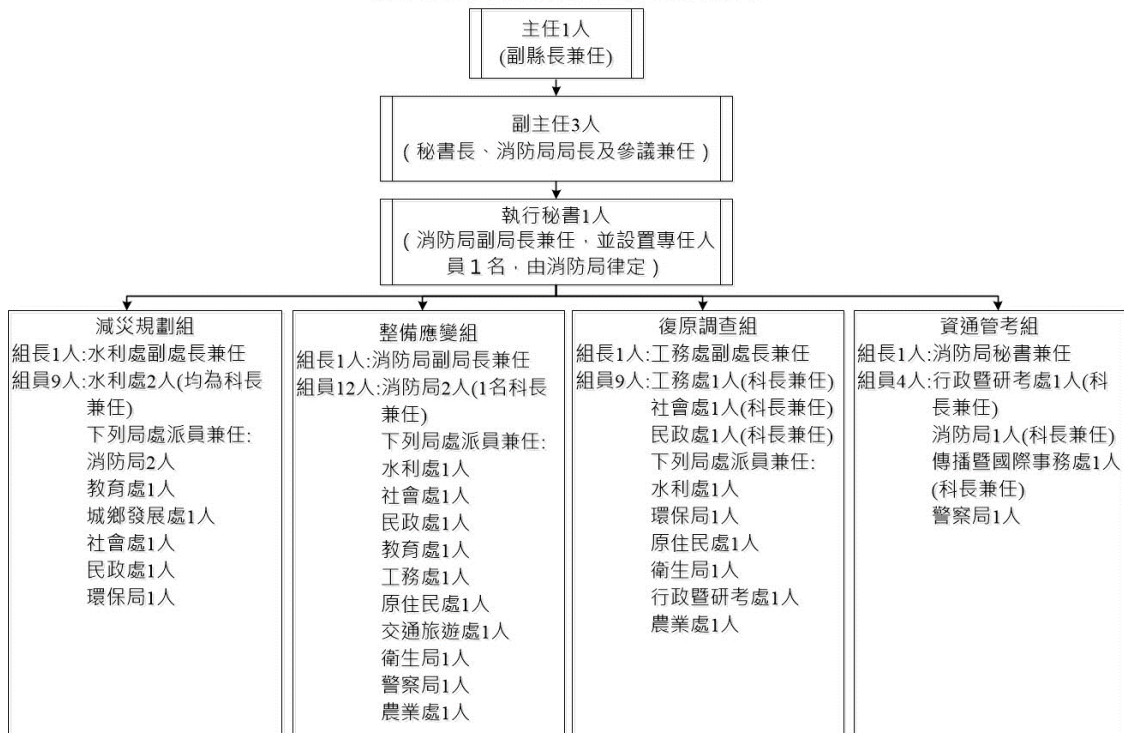 主任1人
(副縣長兼任)
副主任3人
(秘書長、消防局局長及參議兼任)
執行秘書1人
(消防局副局長兼任，並設置專任人
員1名，由消防局律定)
減災規劃組
組長1人:水利處副處長兼任
組員9人:水利處2人(均為科長
兼任)
下列局處派員兼任:
消防局2人
教育處1人
城鄉發展處1人
社會處1人
民政處1人
環保局1人
整備應變組
組長1人:消防局副局長兼任
組員12人:消防局2人(1名科長
兼任)
下列局處派員兼任:
水利處1人
社會處1人
民政處1人
教育處1人
工務處1人
原住民處1人
交通旅遊處1人
衛生局1人
警察局1人
農業處1人
復原調查組
組長1人:工務處副處長兼任
組員9人:工務處1人(科長兼任)
社會處1人(科長兼任)
民政處1人(科長兼任)
下列局處派員兼任:
水利處1人
環保局1人
原住民處1人
衛生局1人
行政暨研考處1人
農業處1人
資通管考組
組長1人:消防局秘書兼任
組員4人:行政暨研考處1人(科
長兼任)
消防局1人(科長兼任)
傳播暨國際事務處1人
(科長兼任)
警察局1人